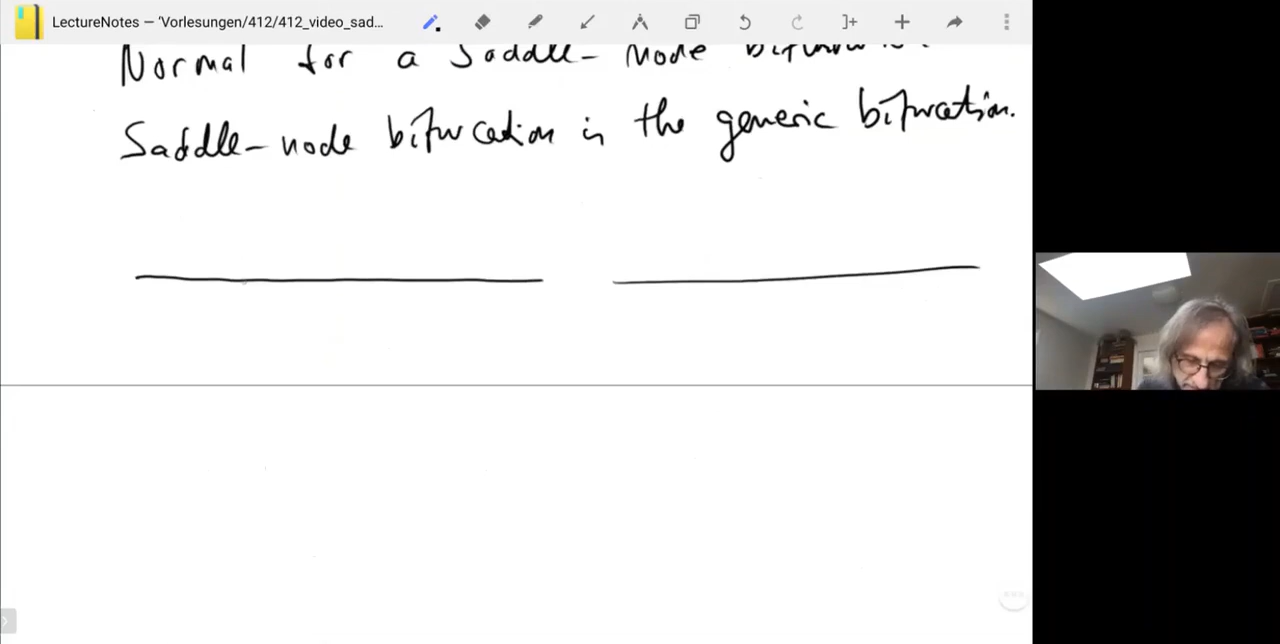 LectureNotes — ‘Vorlesungen/412/412_video_sad...
Normal for a Saddle-Node
Saddle-node bifurcation is the generic bifurcation.